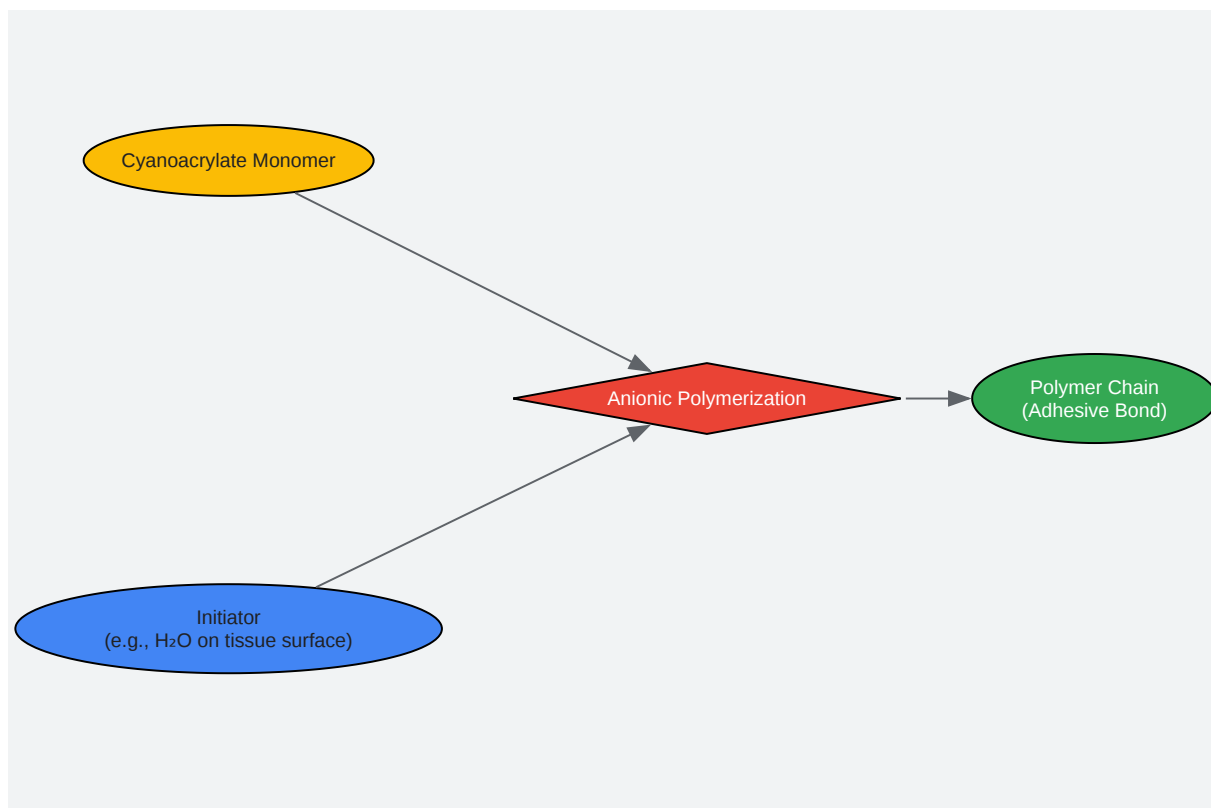 Cyanoacrylate Monomer
Anionic Polymerization
Polymer Chain
(Adhesive Bond)
Initiator
(e.g., H₂O on tissue surface)